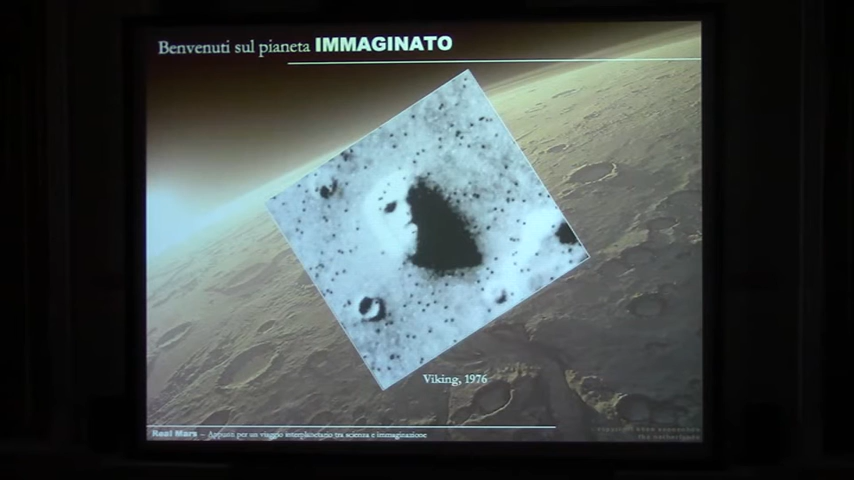 Benvenuti sul pianeta IMMAGINATO
Viking, 1976
Real Mars – Appunti per un viaggio interplanetario tra scienza e immaginazione